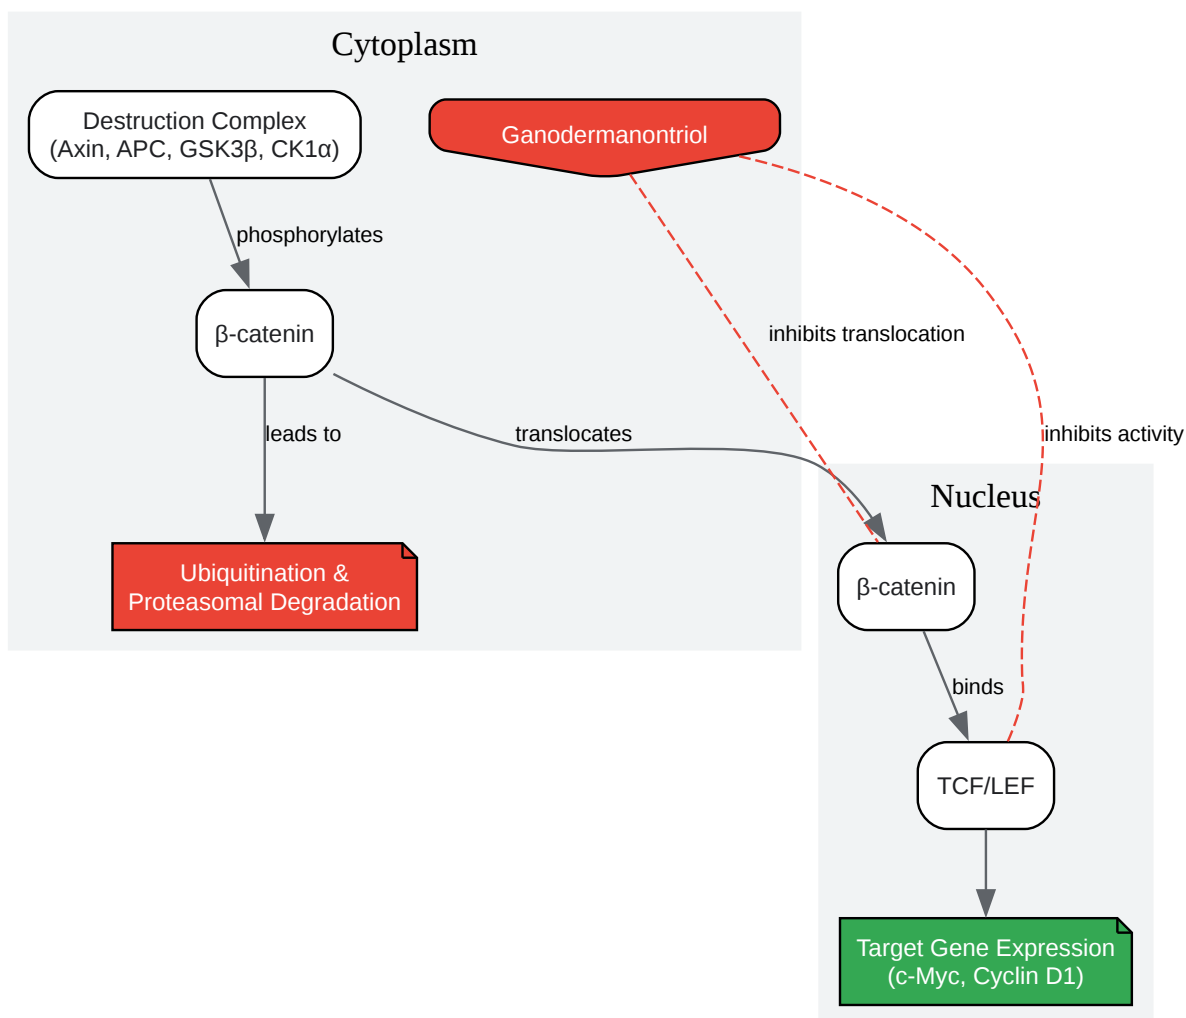 Cytoplasm
Destruction Complex
(Axin, APC, GSK3β, CK1α)
Ganodermanontriol
phosphorylates
β-catenin
inhibits translocation
leads to
translocates
inhibits activity
Nucleus
Ubiquitination &
Proteasomal Degradation
β-catenin
binds
TCF/LEF
Target Gene Expression
(c-Myc, Cyclin D1)